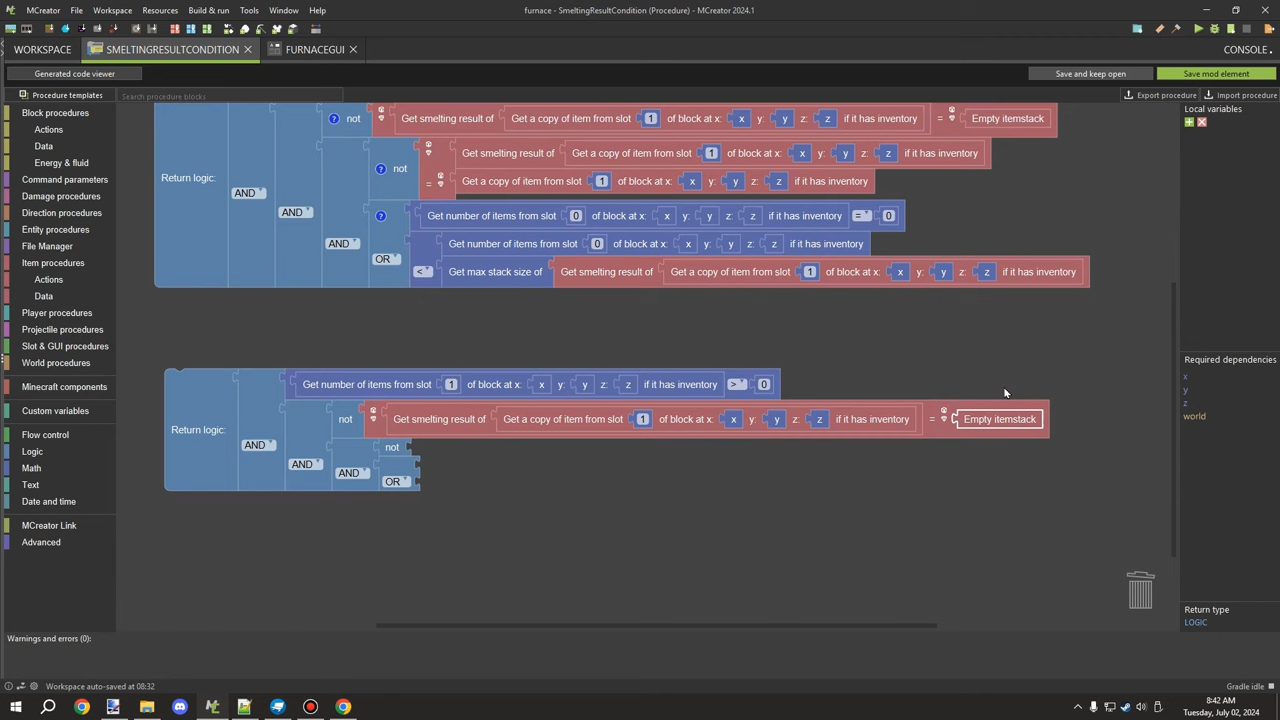 furnace - SmeltingResultCondition (Procedure) - MCreator 2024.1
MCreator File Workspace Resources Build & run Tools Window Help
WORKSPACE SMELTINGRESULTCONDITION FURNACEGUI CONSOLE
Generated code viewer Save and keep open Save mod element
Procedure templates Search procedure blocks Export procedure Import procedure
Block procedures
Actions
Data
Energy & fluid
Command parameters
Damage procedures
Direction procedures
Entity procedures
File Manager
Item procedures
Actions
Data
Player procedures
Projectile procedures
Slot & GUI procedures
World procedures
Minecraft components
Custom variables
Flow control
Logic
Math
Text
Date and time
MCreator Link
Advanced
not Get smelting result of Get a copy of item from slot 1 of block at x: x y: y z: z if it has inventory = Empty itemstack
Get smelting result of Get a copy of item from slot 1 of block at x: x y: y z: z if it has inventory
not
Return logic:
= Get a copy of item from slot 1 of block at x: x y: y z: z if it has inventory
AND
AND
Get number of items from slot 0 of block at x: x y: y z: z if it has inventory = 0
AND
Get number of items from slot 0 of block at x: x y: y z: z if it has inventory
OR
< Get max stack size of Get smelting result of Get a copy of item from slot 1 of block at x: x y: y z: z if it has inventory
Get number of items from slot 1 of block at x: x y: y z: z if it has inventory > 0
not Get smelting result of Get a copy of item from slot 1 of block at x: x y: y z: z if it has inventory = Empty itemstack
Return logic:
AND
not
AND
AND
OR
Local variables
Required dependencies
x
y
z
world
Return type
LOGIC
Warnings and errors (0):
Workspace auto-saved at 08:32 Gradle idle
8:42 AM
Tuesday, July 02, 2024